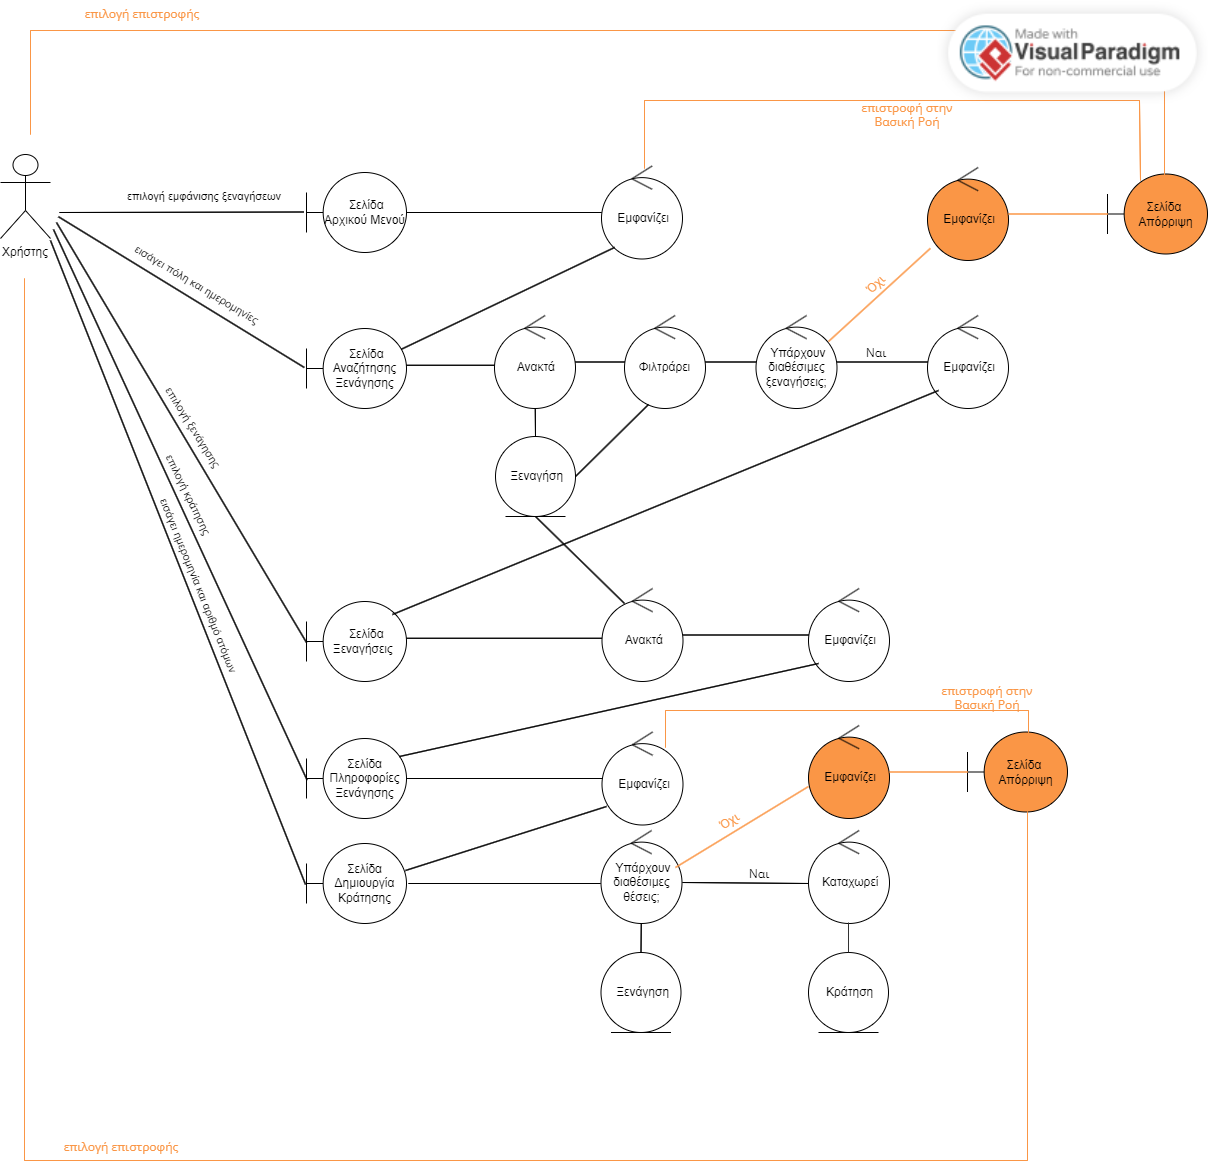 επιλογή επιστροφής
Made with
Visual Paradigm
For non-commercial use
επιστροφή στην
Βασική Ροή
Χρήστης
επιλογή εμφάνισης ξεναγήσεων
Σελίδα
Αρχικού Μενού
Εμφανίζει
Εμφανίζει
Σελίδα
Απόρριψη
εισάγει πόλη και ημερομηνίες
Όχι
Σελίδα
Αναζήτησης
Ξενάγησης
Ανακτά
Φιλτράρει
Υπάρχουν
διαθέσιμες
ξεναγήσεις;
Ναι
Εμφανίζει
επιλογή ξενάγησης
Ξεναγήση
επιλογή κράτησης
εισάγει ημερομηνία και αριθμό ατόμων
Σελίδα
Ξεναγήσεις
Ανακτά
Εμφανίζει
επιστροφή στην
Βασική Ροή
Σελίδα
Πληροφορίες
Ξενάγησης
Εμφανίζει
Εμφανίζει
Σελίδα
Απόρριψη
Όχι
Σελίδα
Δημιουργία
Κράτησης
Υπάρχουν
διαθέσιμες
θέσεις;
Ναι
Καταχωρεί
Ξενάγηση
Κράτηση
επιλογή επιστροφής